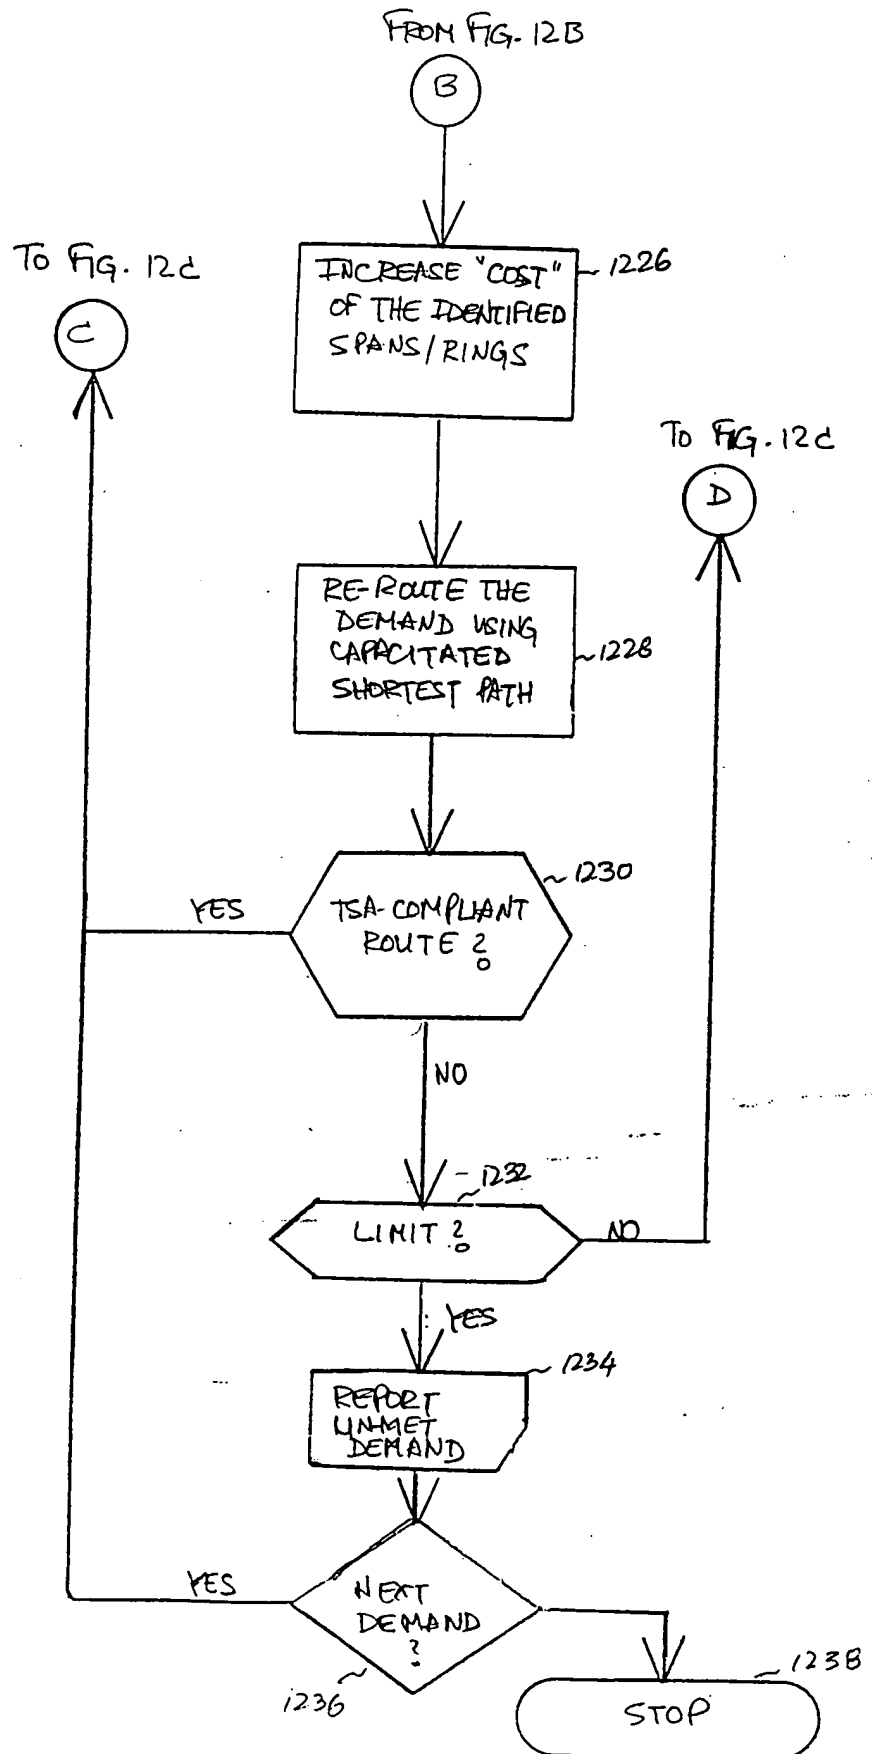 FROM FIG. 12B
B
TO FIG. 12C
C
INCREASE "COST"
OF THE IDENTIFIED
SPANS/RINGS
1226
TO FIG. 12C
D
RE-ROUTE THE
DEMAND USING
CAPACITATED
SHORTEST PATH
1228
1230
YES
TSA-COMPLIANT
ROUTE ?
NO
1232
LIMIT ?
NO
YES
1234
REPORT
UNMET
DEMAND
YES
NEXT
DEMAND
?
1236
1238
STOP